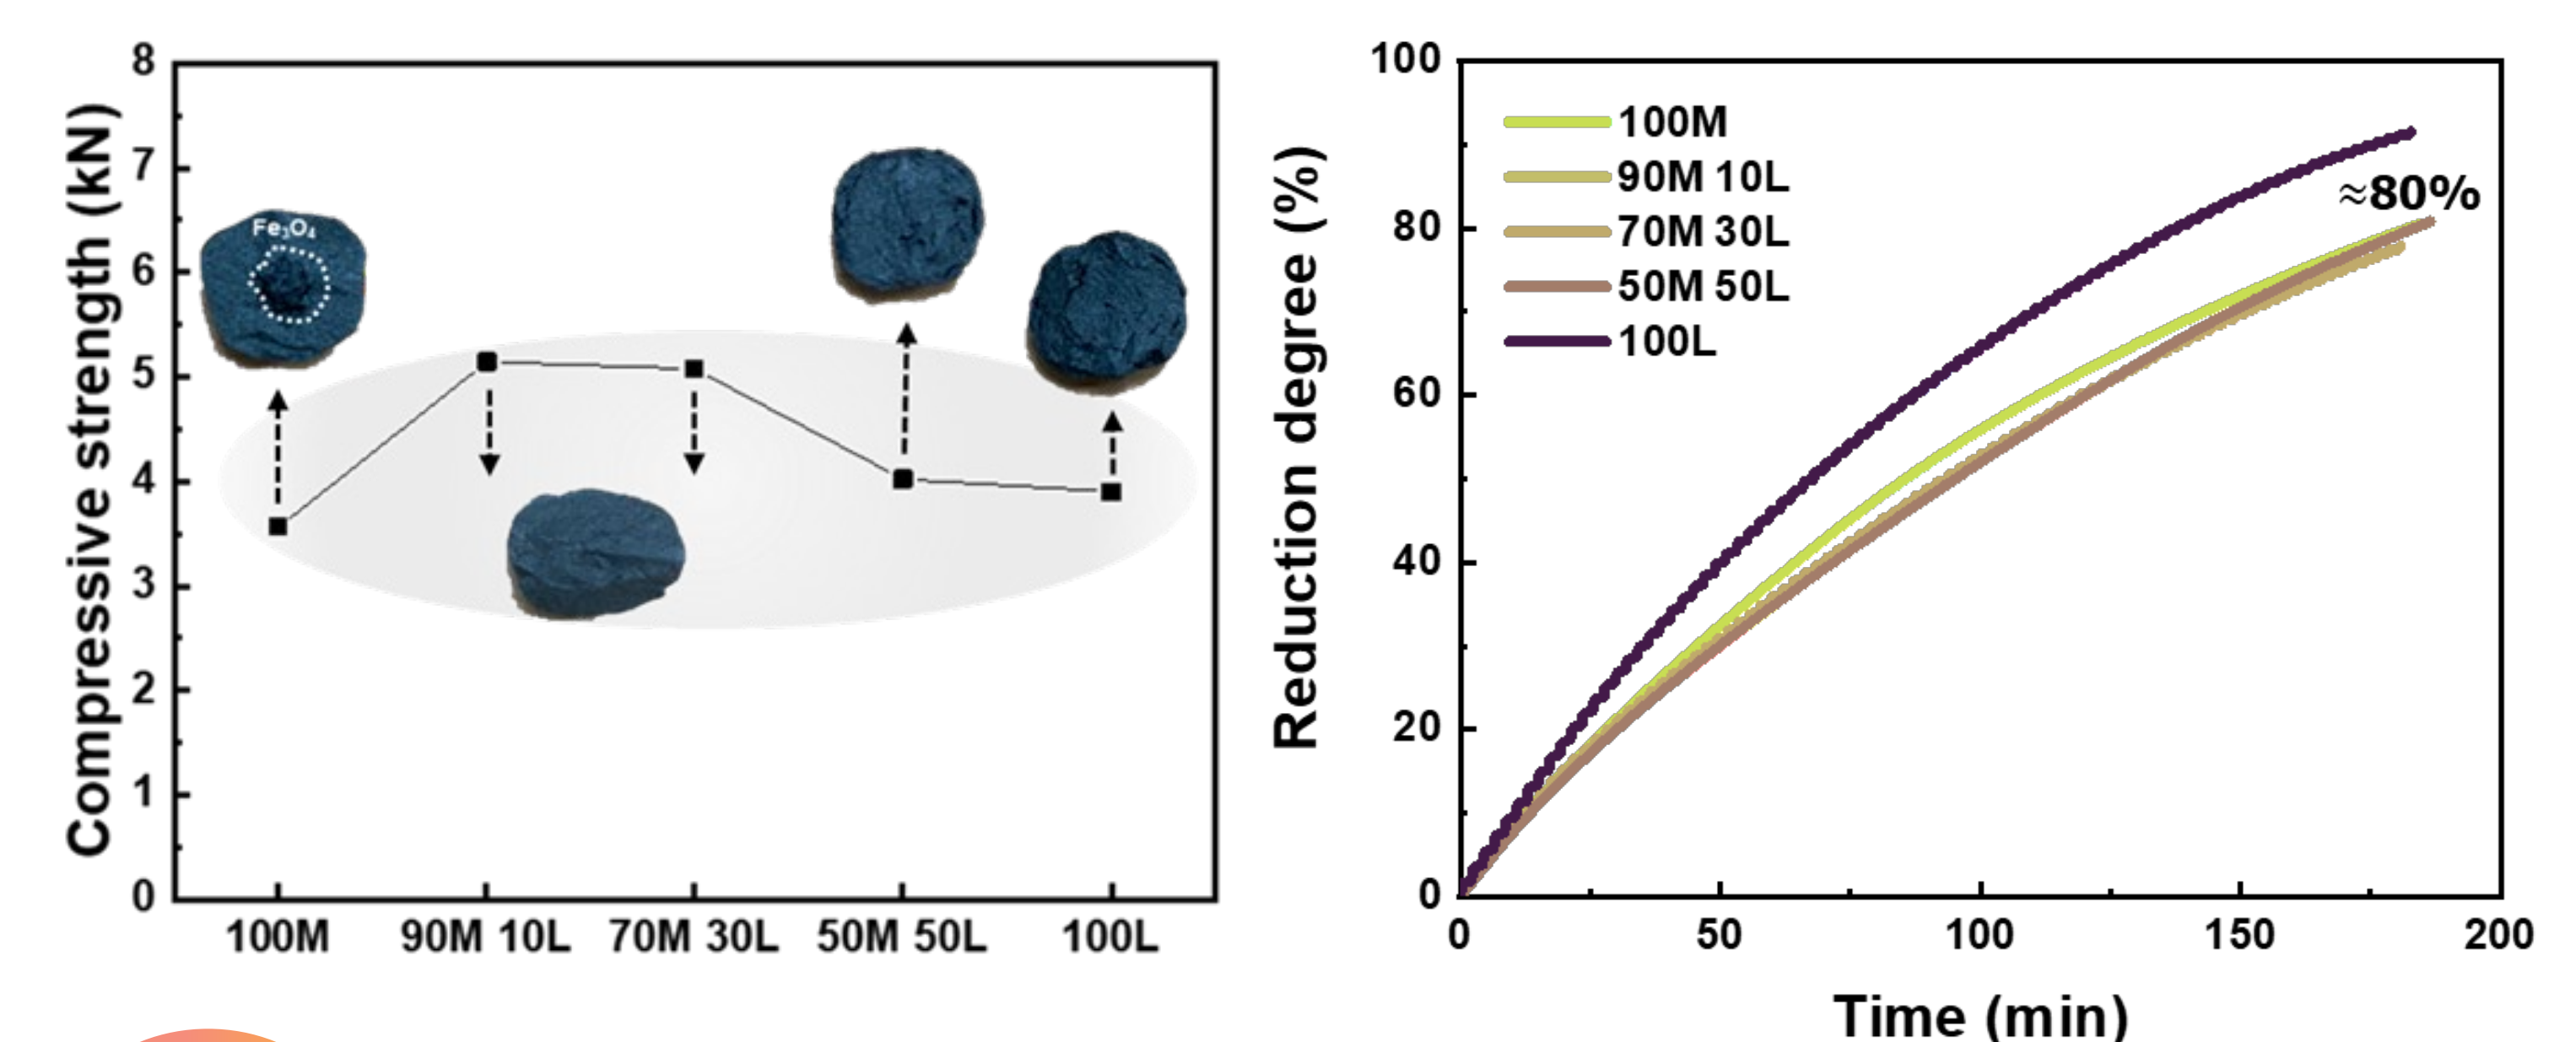 Compressive strength (kN)
8
7
6
5
4
3
2
1
0
Fe₃O₄
100M
90M 10L
70M 30L
50M 50L
100L
Reduction degree (%)
100
80
60
40
20
0
100M
90M 10L
70M 30L
50M 50L
100L
≈80%
0
50
100
150
200
Time (min)